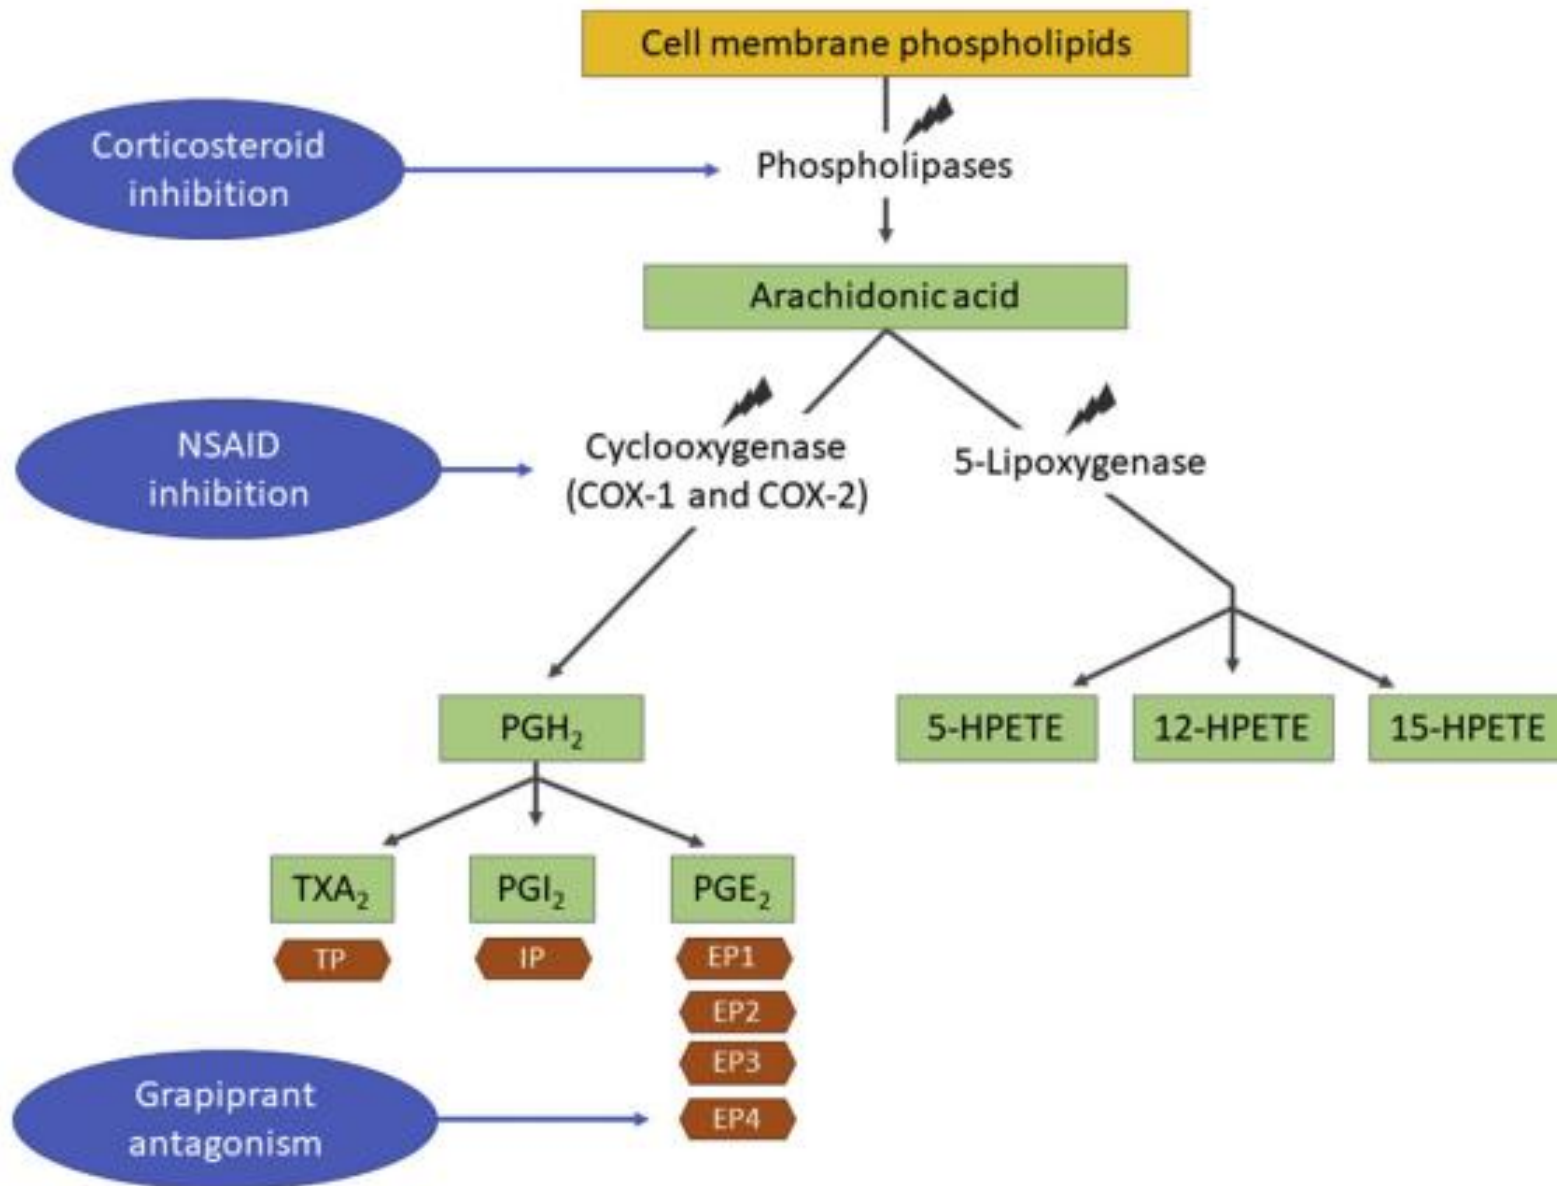 Cell membrane phospholipids
Corticosteroid
inhibition
Phospholipases
Arachidonic acid
NSAID
inhibition
Cyclooxygenase
(COX-1 and COX-2)
5-Lipoxygenase
PGH₂
5-HPETE
12-HPETE
15-HPETE
TXA₂
PGI₂
PGE₂
TP
IP
EP1
EP2
EP3
EP4
Grapiprant
antagonism